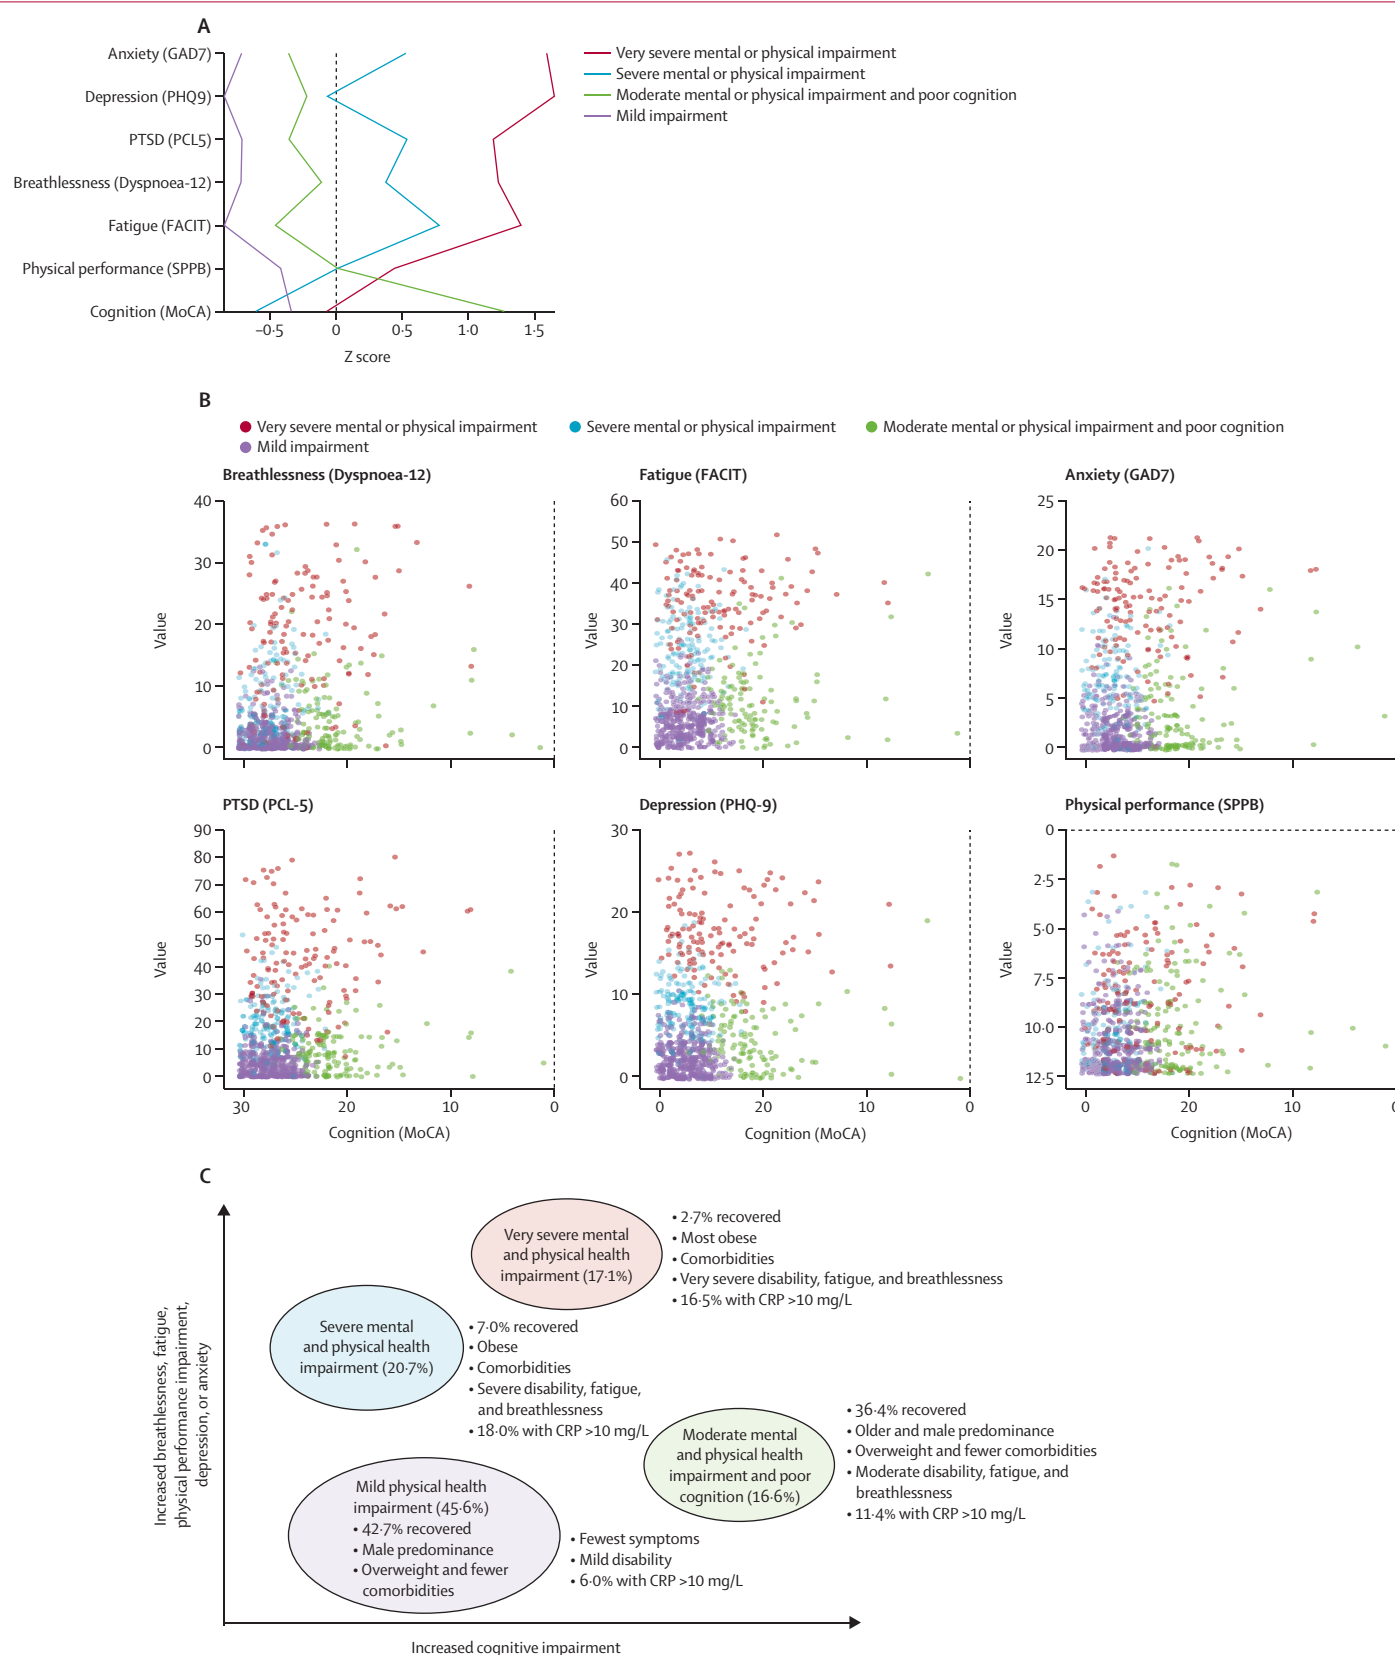 A
Anxiety (GAD7)
Depression (PHQ9)
PTSD (PCL5)
Breathlessness (Dyspnoea-12)
Fatigue (FACIT)
Physical performance (SPPB)
Cognition (MoCA)
–0·5 0 0·5 1·0 1·5
Z score
Very severe mental or physical impairment
Severe mental or physical impairment
Moderate mental or physical impairment and poor cognition
Mild impairment
B
Very severe mental or physical impairment Severe mental or physical impairment Moderate mental or physical impairment and poor cognition
Mild impairment
Breathlessness (Dyspnoea-12)
40
30
20
10
0
Value
Fatigue (FACIT)
60
50
40
30
20
10
0
Value
Anxiety (GAD7)
25
20
15
10
5
0
Value
PTSD (PCL-5)
90
80
70
60
50
40
30
20
10
0
Value
30 20 10 0
Cognition (MoCA)
Depression (PHQ-9)
30
20
10
0
Value
0 20 10 0
Cognition (MoCA)
Physical performance (SPPB)
0
2·5
5·0
7·5
10·0
12·5
Value
0 20 10
Cognition (MoCA)
C
Increased breathlessness, fatigue,
physical performance impairment,
depression, or anxiety
Very severe mental
and physical health
impairment (17·1%)
• 2·7% recovered
• Most obese
• Comorbidities
• Very severe disability, fatigue, and breathlessness
• 16·5% with CRP >10 mg/L
Severe mental
and physical health
impairment (20·7%)
• 7·0% recovered
• Obese
• Comorbidities
• Severe disability, fatigue,
and breathlessness
• 18·0% with CRP >10 mg/L
Moderate mental
and physical health
impairment and poor
cognition (16·6%)
• 36·4% recovered
• Older and male predominance
• Overweight and fewer comorbidities
• Moderate disability, fatigue, and
breathlessness
• 11·4% with CRP >10 mg/L
Mild physical health
impairment (45·6%)
• 42·7% recovered
• Male predominance
• Overweight and fewer
comorbidities
• Fewest symptoms
• Mild disability
• 6·0% with CRP >10 mg/L
Increased cognitive impairment